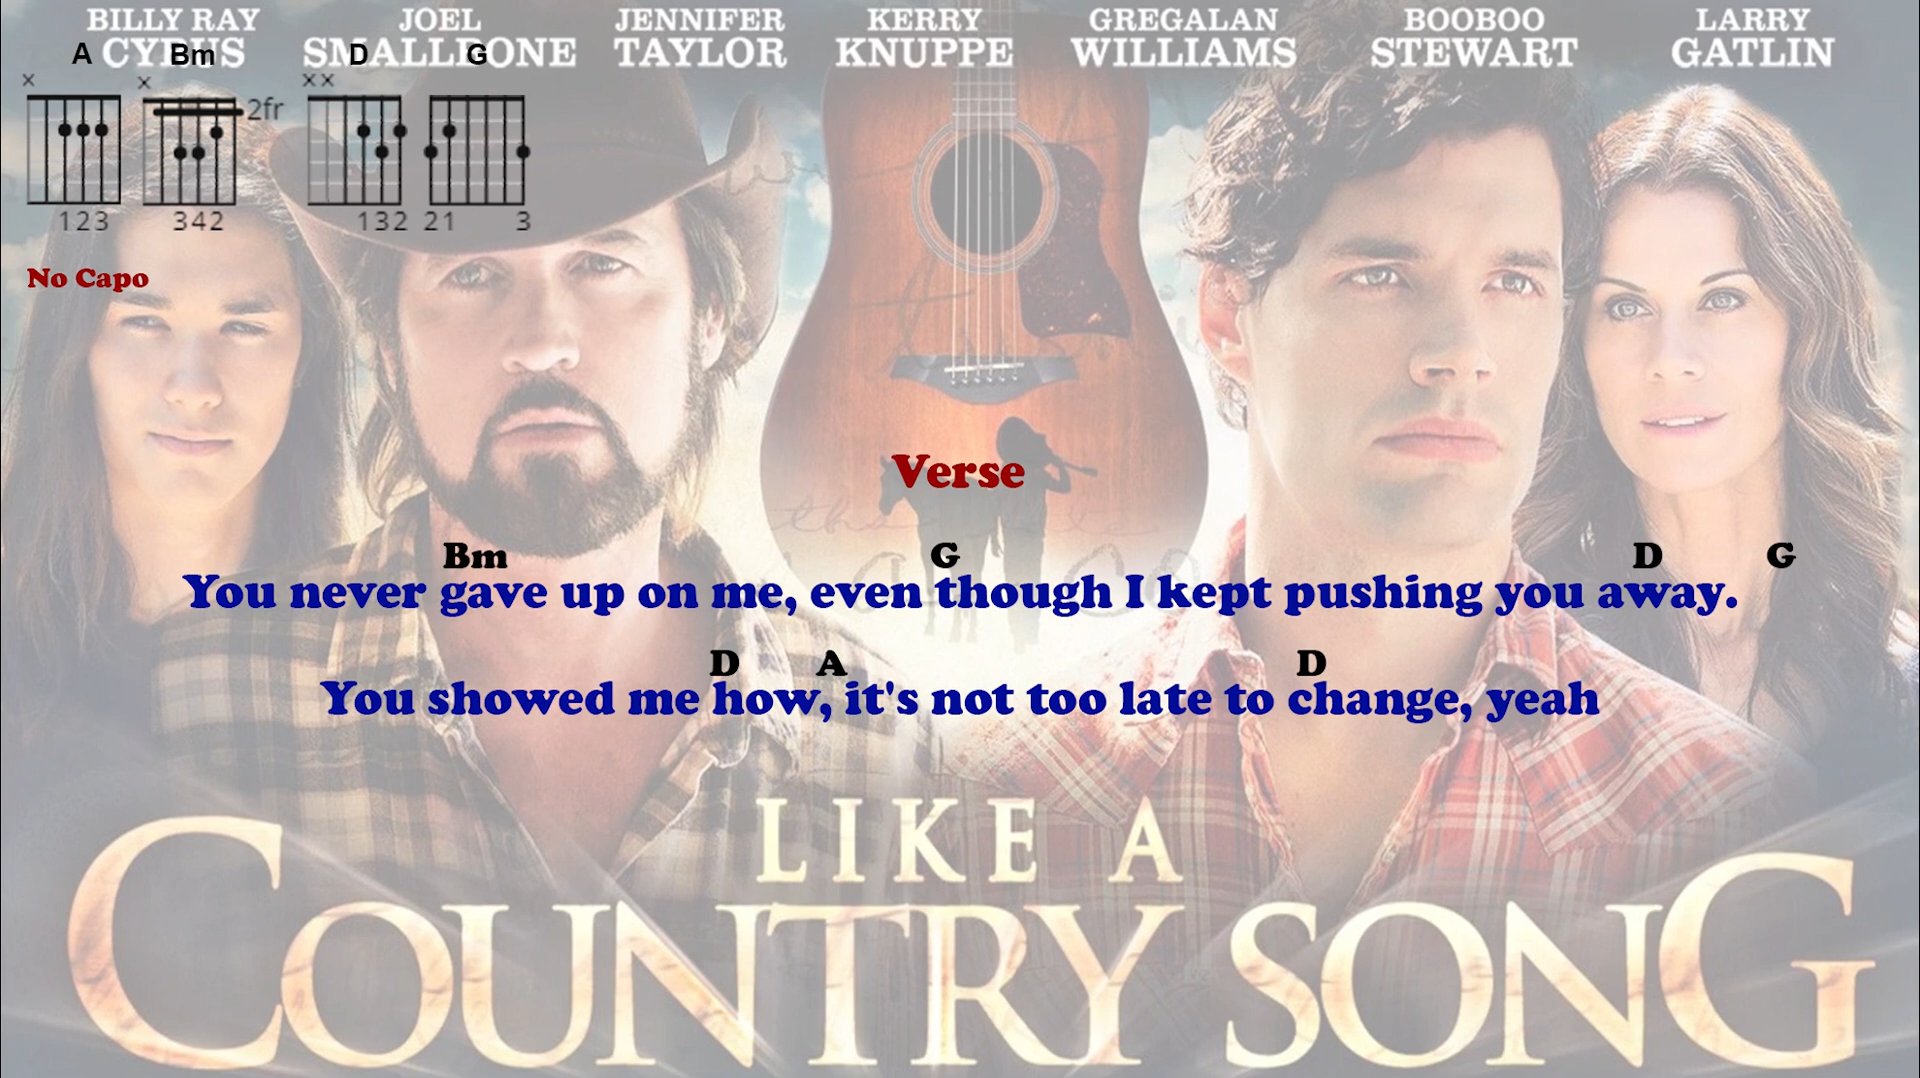 BILLY RAY JOEL JENNIFER KERRY GREGALAN BOOBOO LARRY
CYRUS SMALLBONE TAYLOR KNUPPE WILLIAMS STEWART GATLIN
A Bm D G
x x xx
2fr
123 342 132 21 3
No Capo
Verse
Bm G D G
You never gave up on me, even though I kept pushing you away.
D A D
You showed me how, it's not too late to change, yeah
LIKE A
COUNTRY SONG